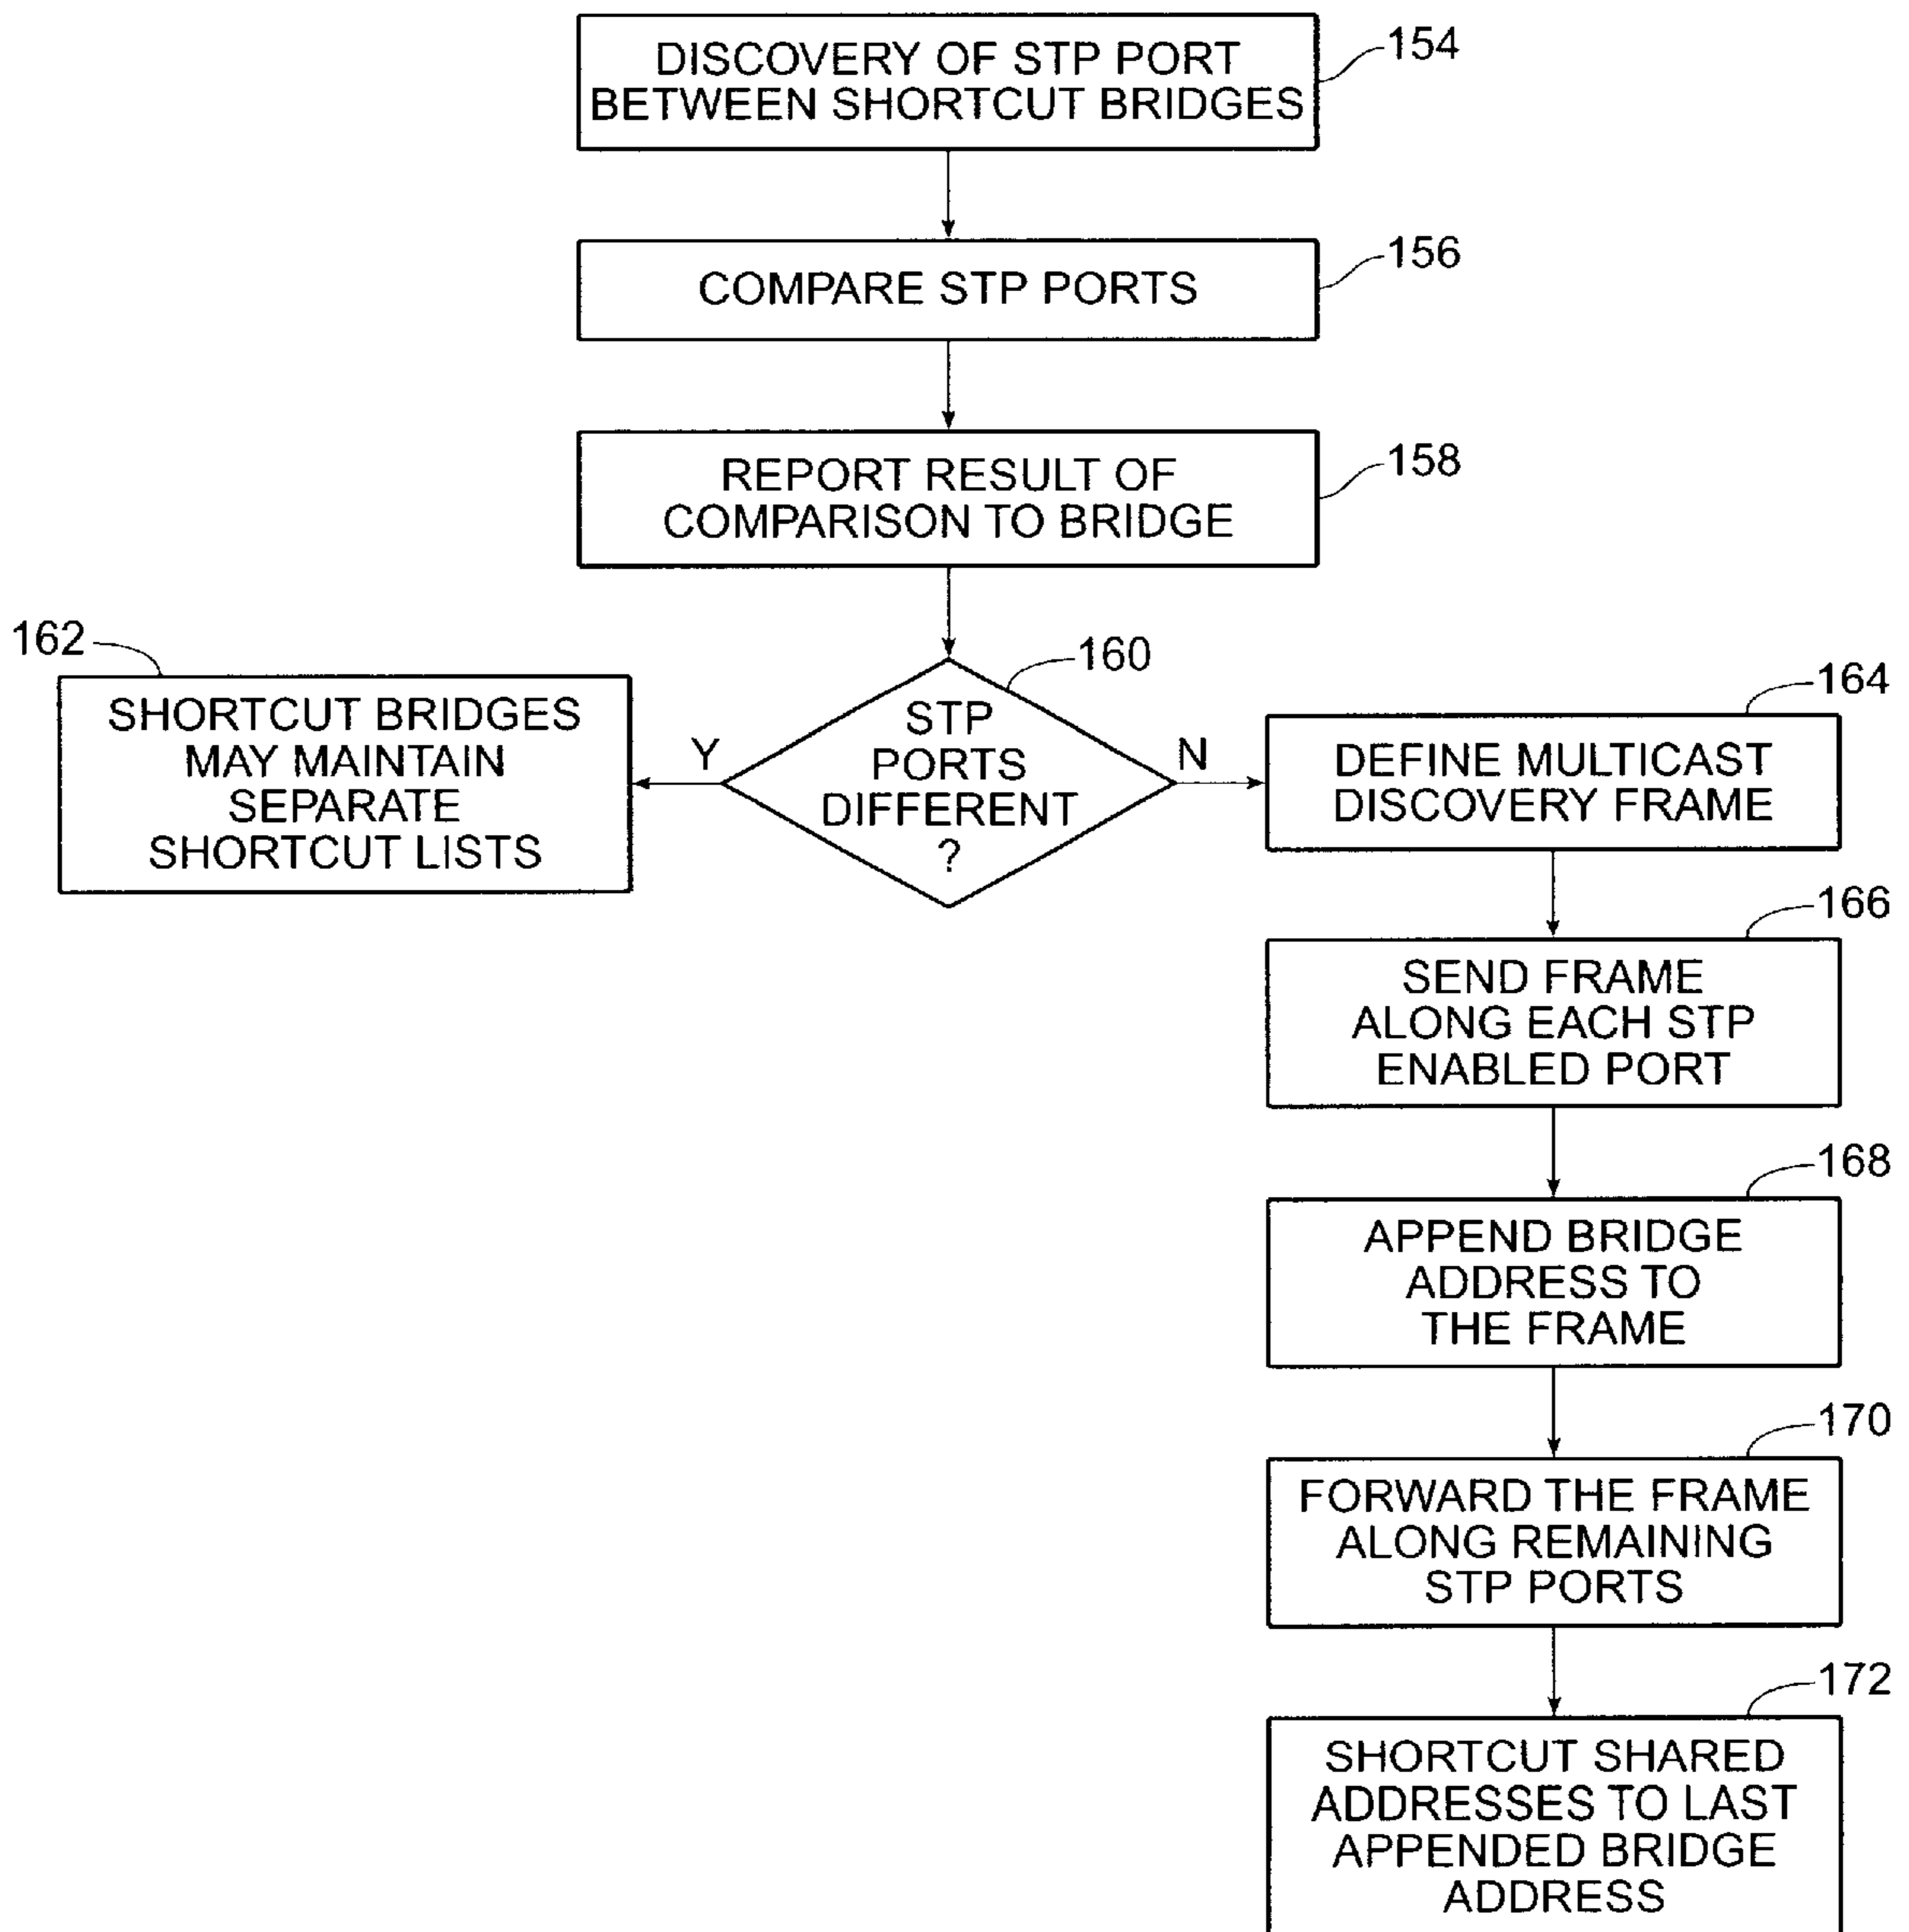 DISCOVERY OF STP PORT
BETWEEN SHORTCUT BRIDGES
154
COMPARE STP PORTS
156
REPORT RESULT OF
COMPARISON TO BRIDGE
158
STP
PORTS
DIFFERENT
?
160
Y
N
162
SHORTCUT BRIDGES
MAY MAINTAIN
SEPARATE
SHORTCUT LISTS
164
DEFINE MULTICAST
DISCOVERY FRAME
166
SEND FRAME
ALONG EACH STP
ENABLED PORT
168
APPEND BRIDGE
ADDRESS TO
THE FRAME
170
FORWARD THE FRAME
ALONG REMAINING
STP PORTS
172
SHORTCUT SHARED
ADDRESSES TO LAST
APPENDED BRIDGE
ADDRESS